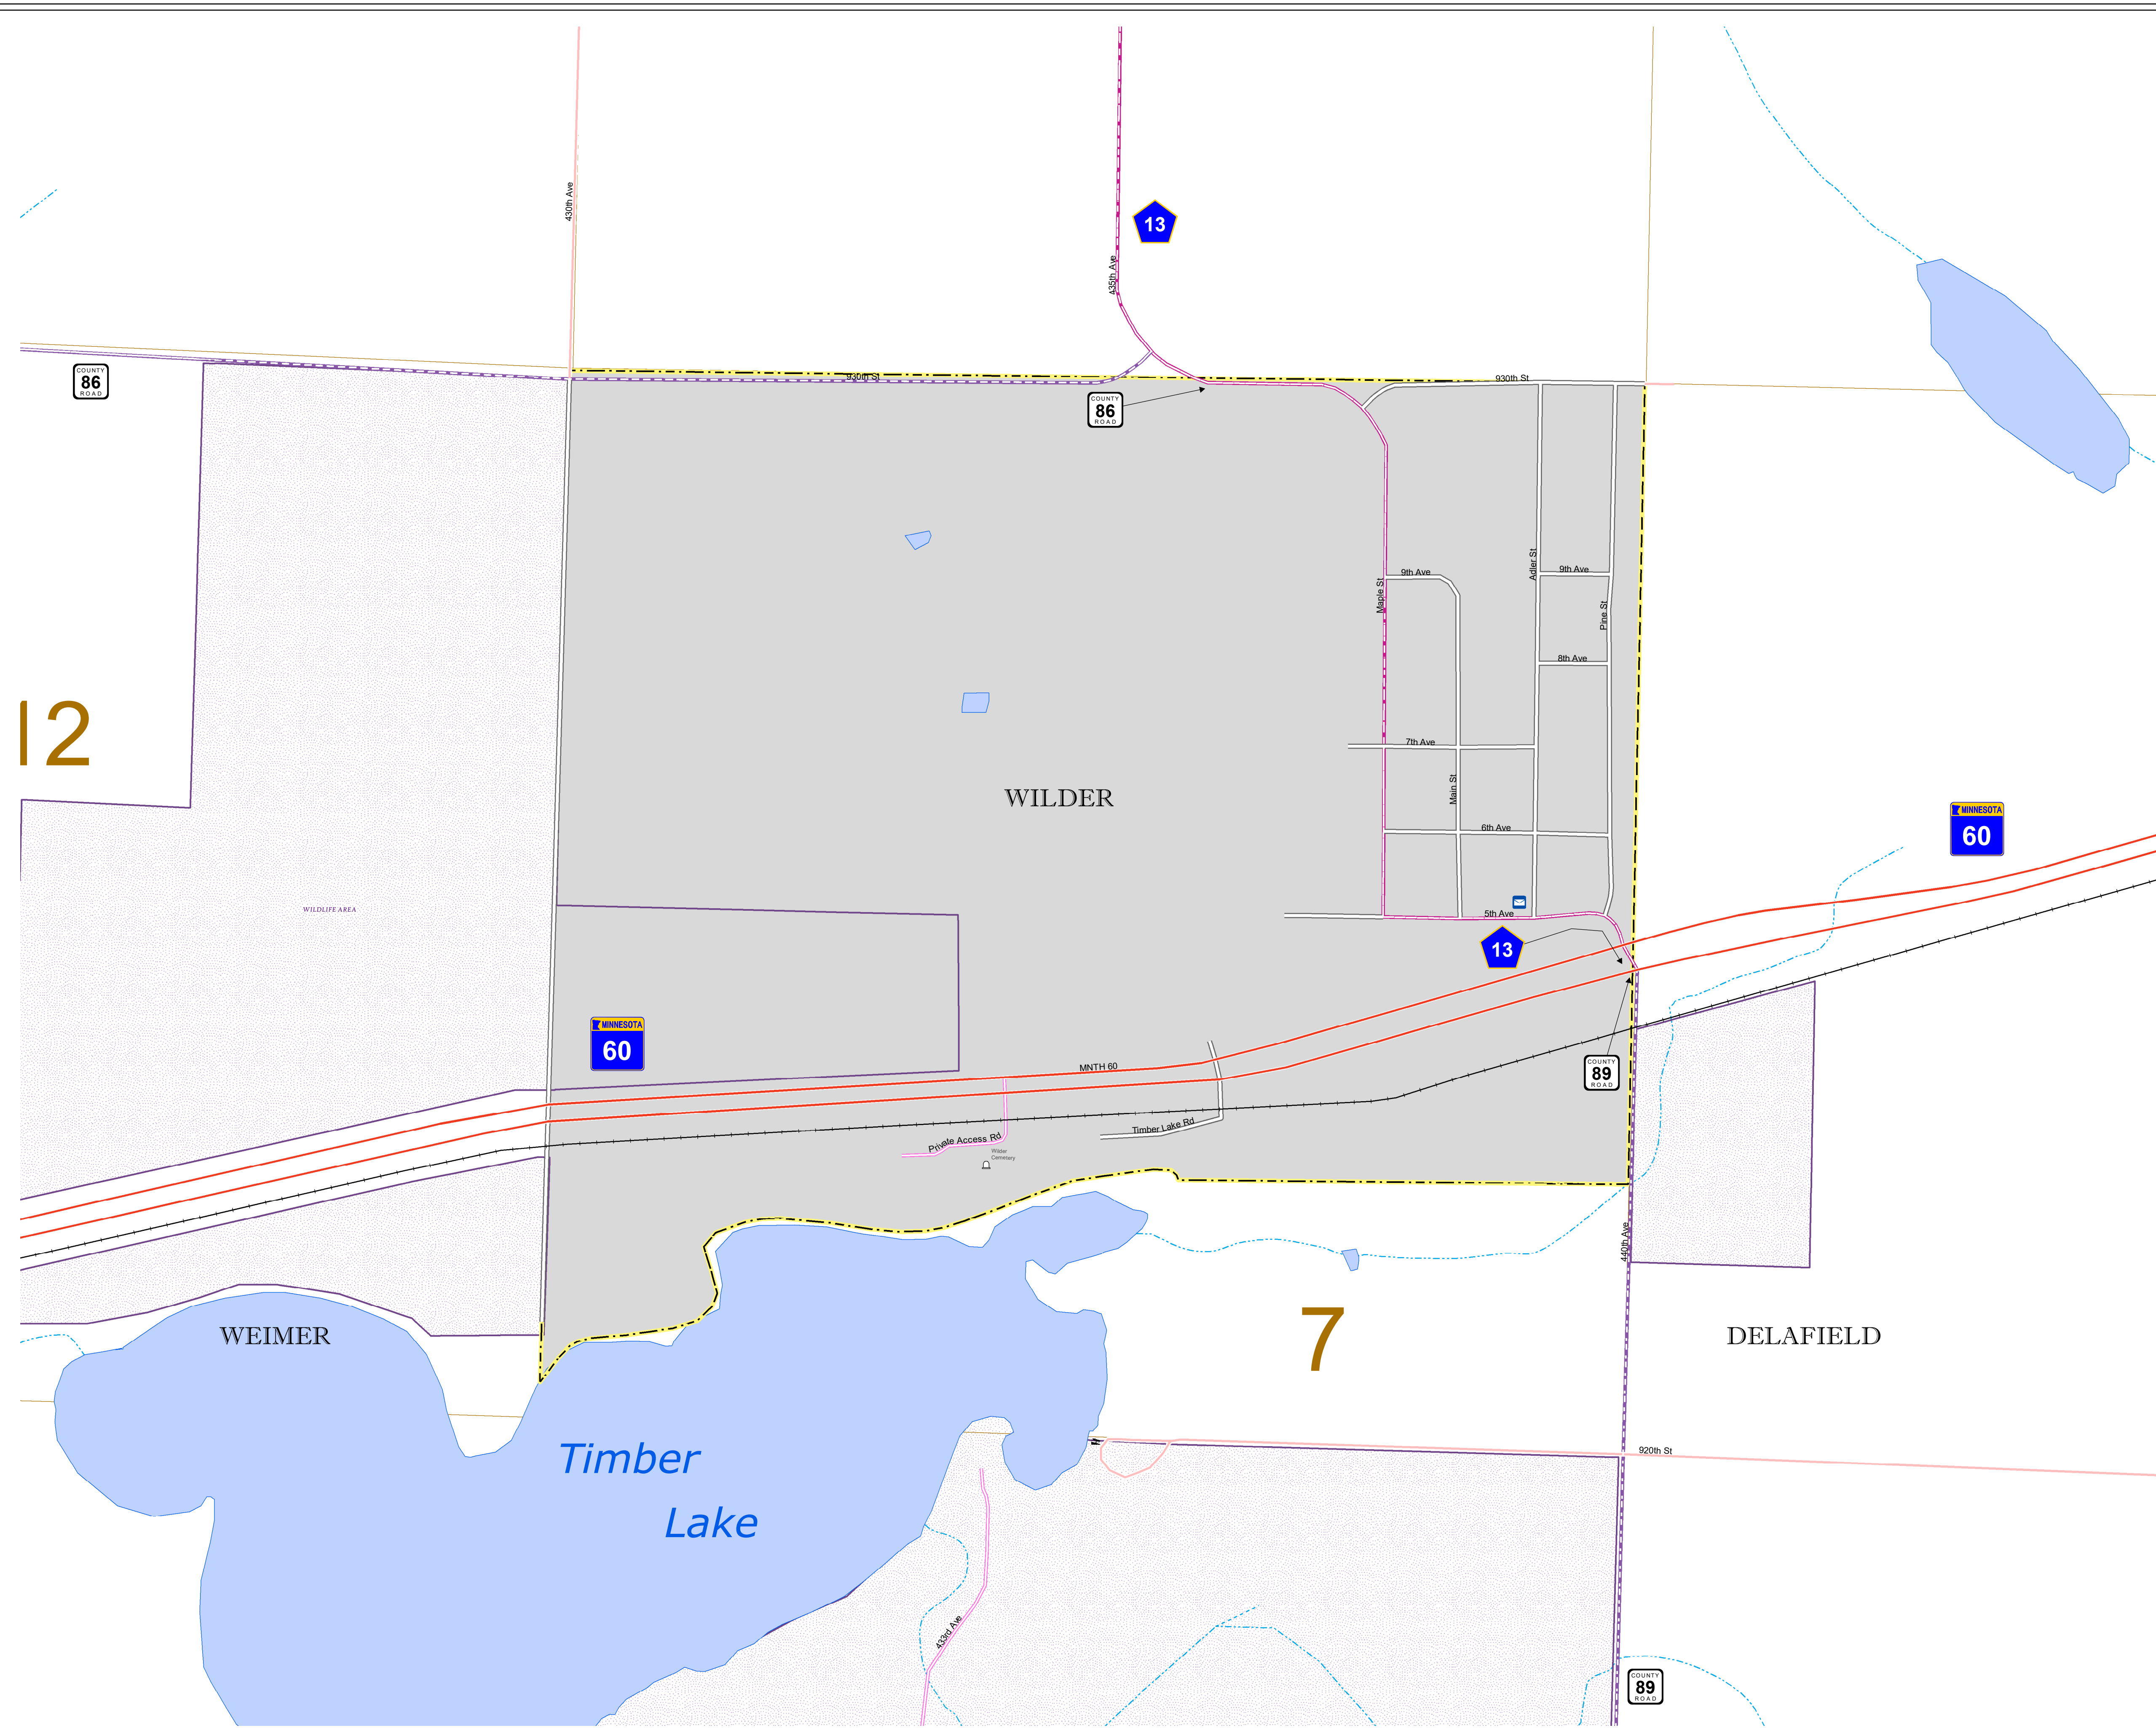 430th Ave
13
435th Ave
COUNTY
86
ROAD
930th St
930th St
COUNTY
86
ROAD
9th Ave
Adler St
9th Ave
Maple St
Pine St
8th Ave
12
7th Ave
Main St
WILDER
6th Ave
MINNESOTA
60
WILDLIFE AREA
5th Ave
13
MINNESOTA
60
MNTH 60
COUNTY
89
ROAD
Timber Lake Rd
Private Access Rd
Wilder
Cemetery
440th Ave
WEIMER
7
DELAFIELD
920th St
Timber
Lake
433rd Ave
COUNTY
89
ROAD